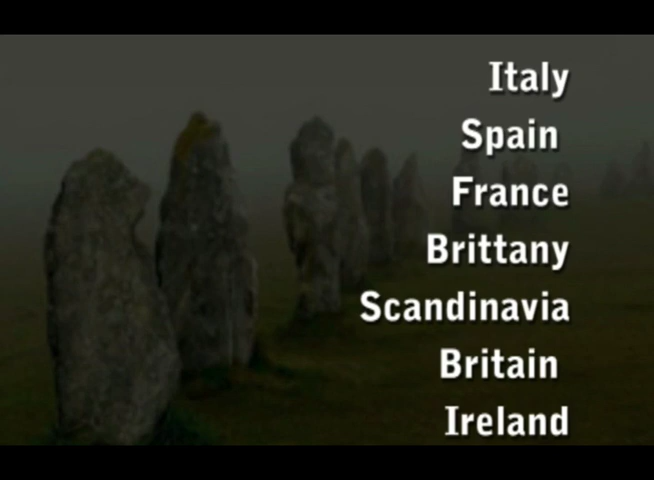 Italy
Spain
France
Brittany
Scandinavia
Britain
Ireland